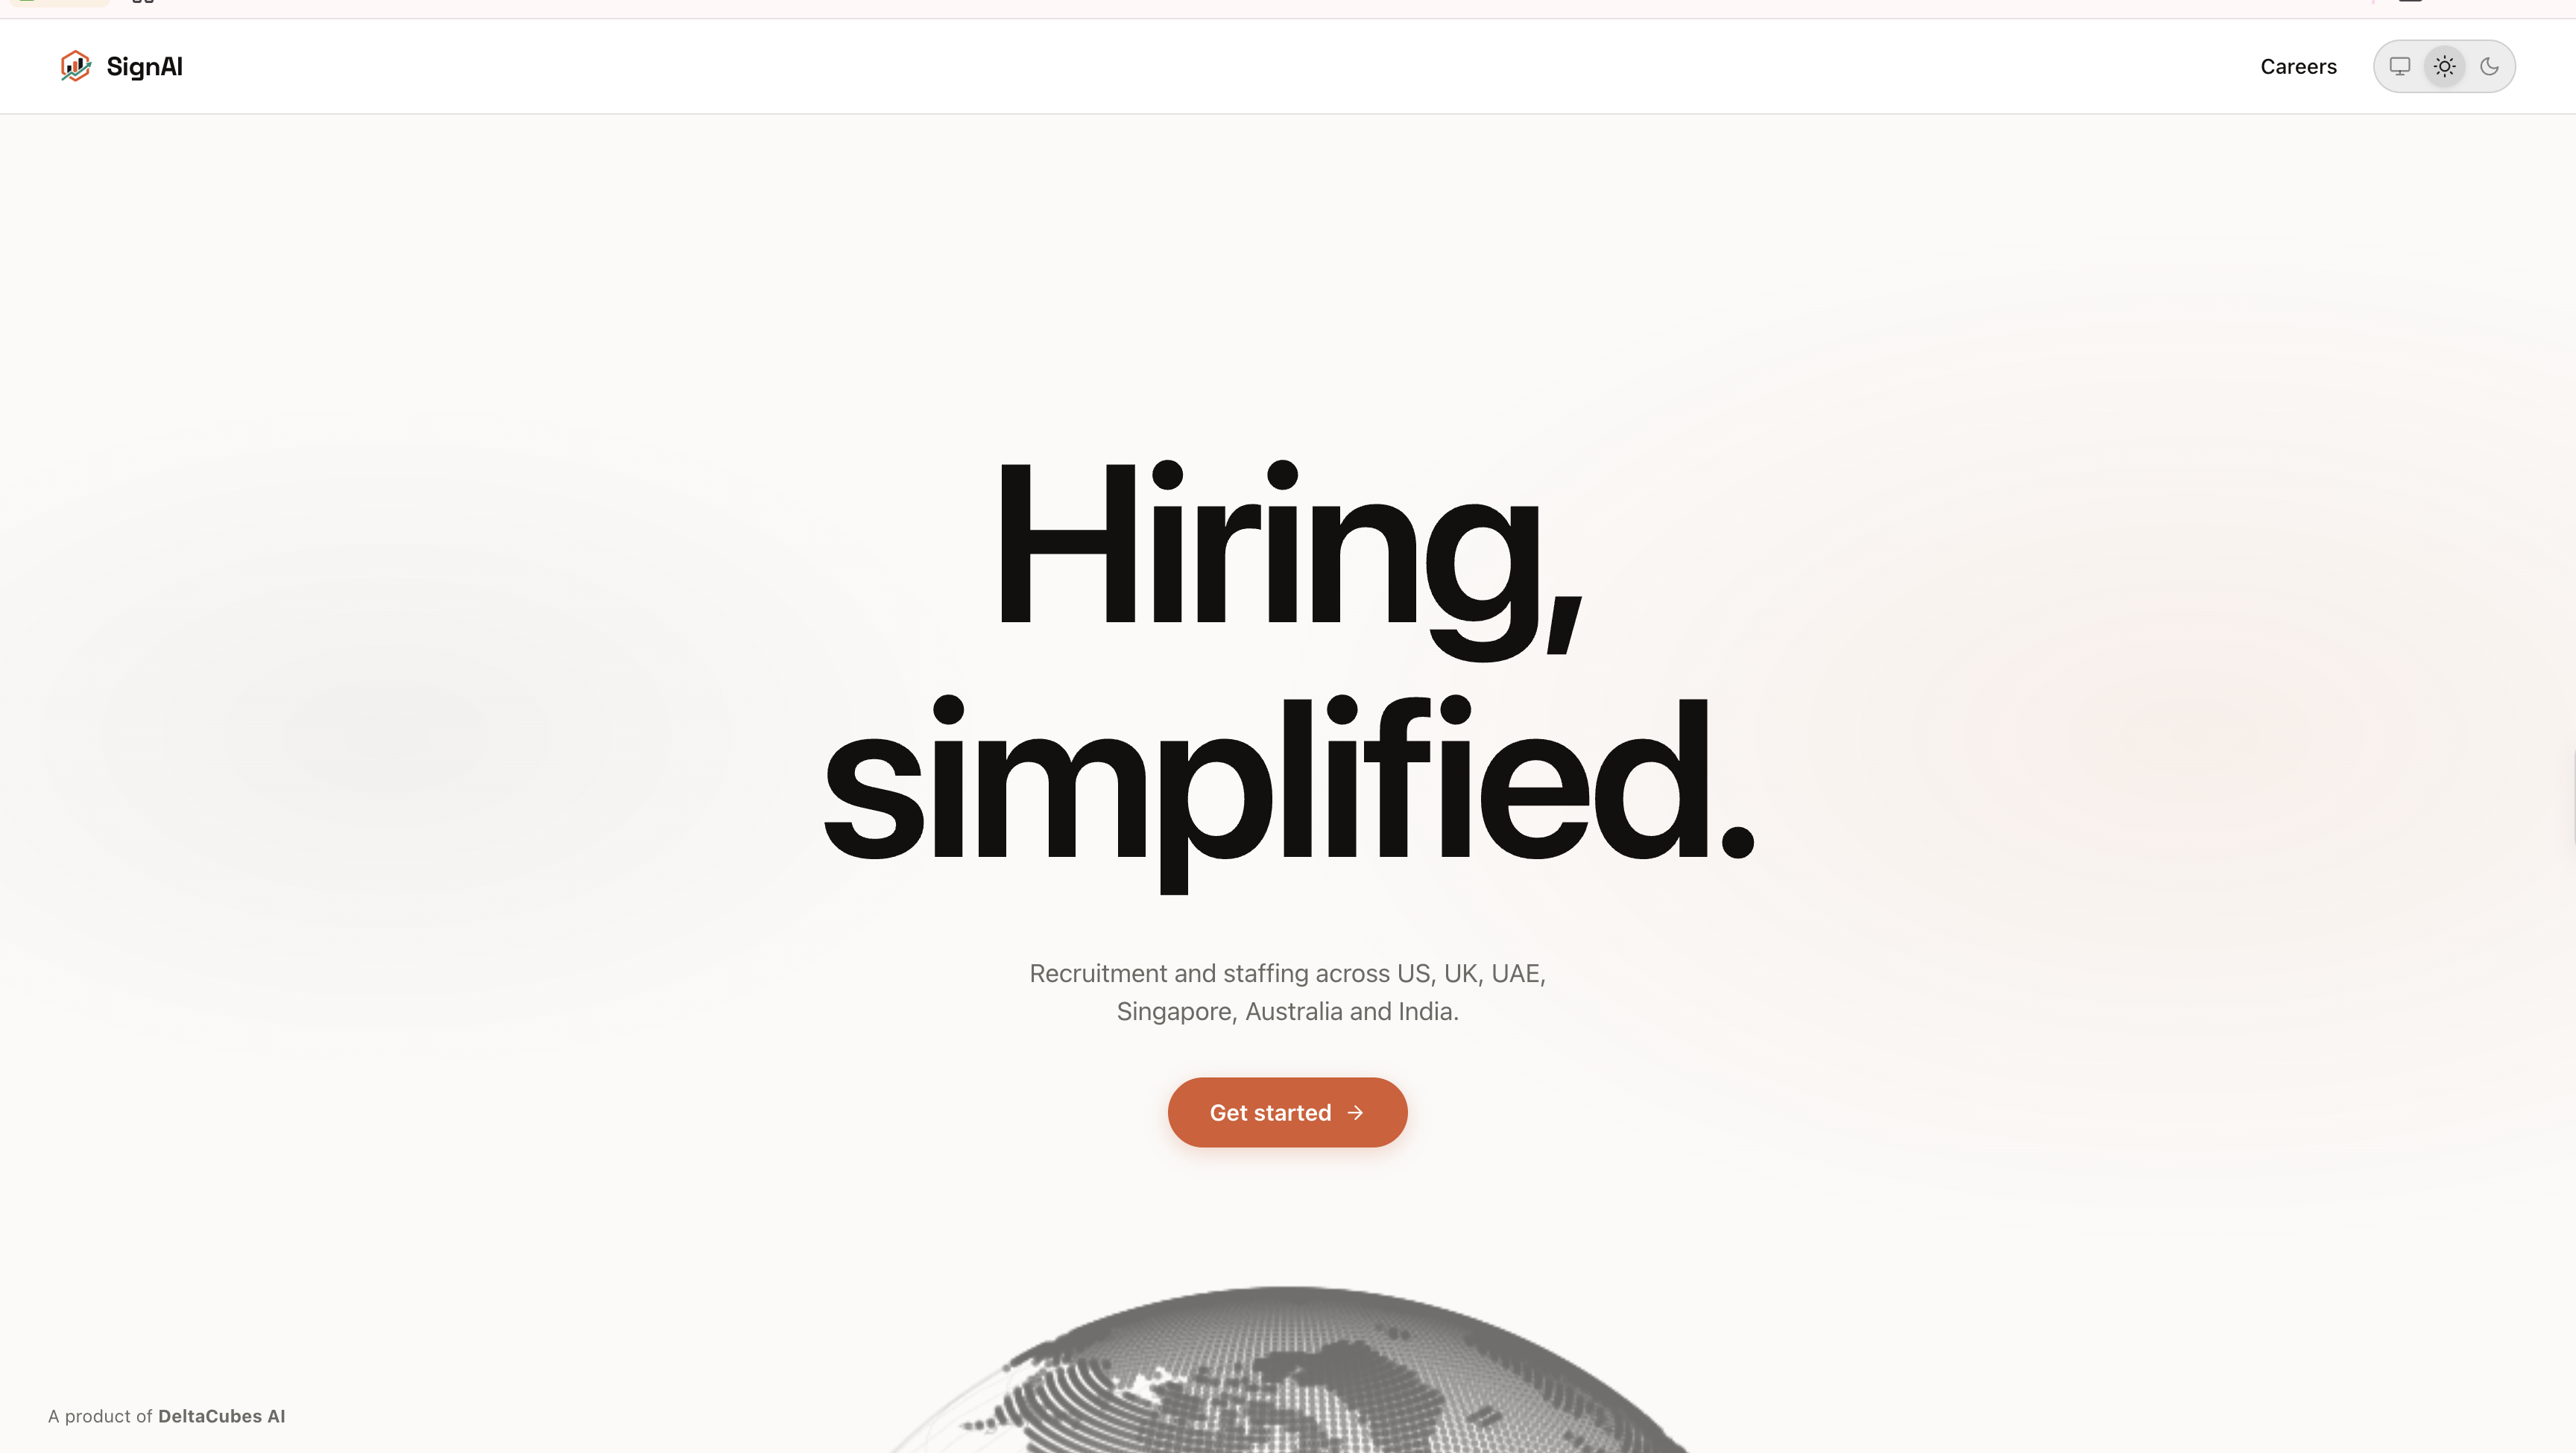 SignAI
Careers
Hiring,
simplified.
Recruitment and staffing across US, UK, UAE,
Singapore, Australia and India.
Get started →
A product of DeltaCubes AI